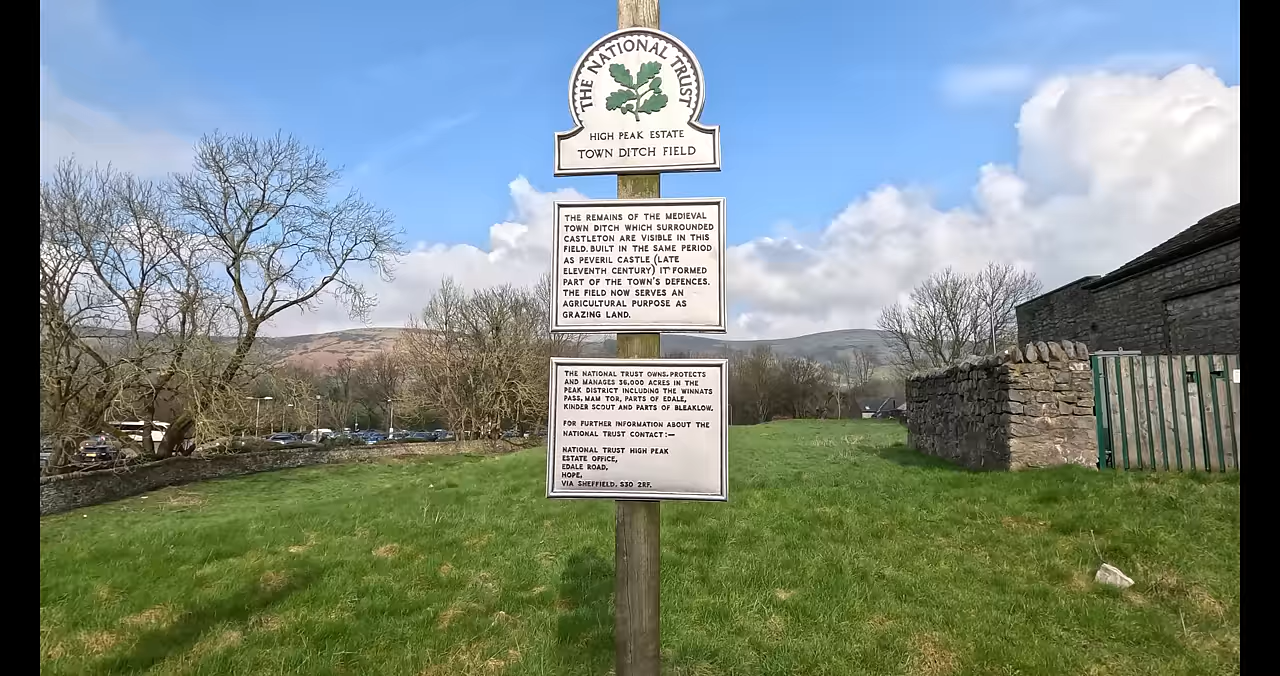 THE NATIONAL TRUST
HIGH PEAK ESTATE
TOWN DITCH FIELD
THE REMAINS OF THE MEDIEVAL
TOWN DITCH WHICH SURROUNDED
CASTLETON ARE VISIBLE IN THIS
FIELD. BUILT IN THE SAME PERIOD
AS PEVERIL CASTLE (LATE
ELEVENTH CENTURY) IT FORMED
PART OF THE TOWN'S DEFENCES.
THE FIELD NOW SERVES AN
AGRICULTURAL PURPOSE AS
GRAZING LAND.
THE NATIONAL TRUST OWNS, PROTECTS
AND MANAGES 36,000 ACRES IN THE
PEAK DISTRICT INCLUDING THE WINNATS
PASS, MAM TOR, PARTS OF EDALE,
KINDER SCOUT AND PARTS OF BLEAKLOW.
FOR FURTHER INFORMATION ABOUT THE
NATIONAL TRUST CONTACT:—
NATIONAL TRUST HIGH PEAK
ESTATE OFFICE,
EDALE ROAD,
HOPE,
VIA SHEFFIELD. S30 2RF.